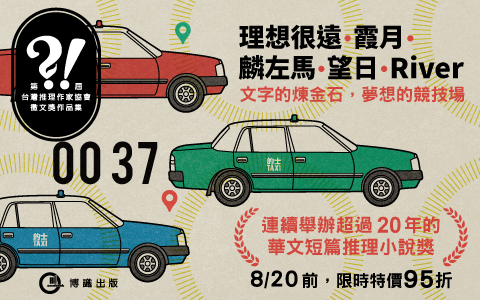 ?!
第 屆
台灣推理作家協會
徵文獎作品集
理想很遠·霞月·
麟左馬·望日·River
文字的煉金石，夢想的競技場
00 37
的士
TAXI
的士
TAXI
連續舉辦超過20年的
華文短篇推理小說獎
博識出版
8/20前，限時特價95折